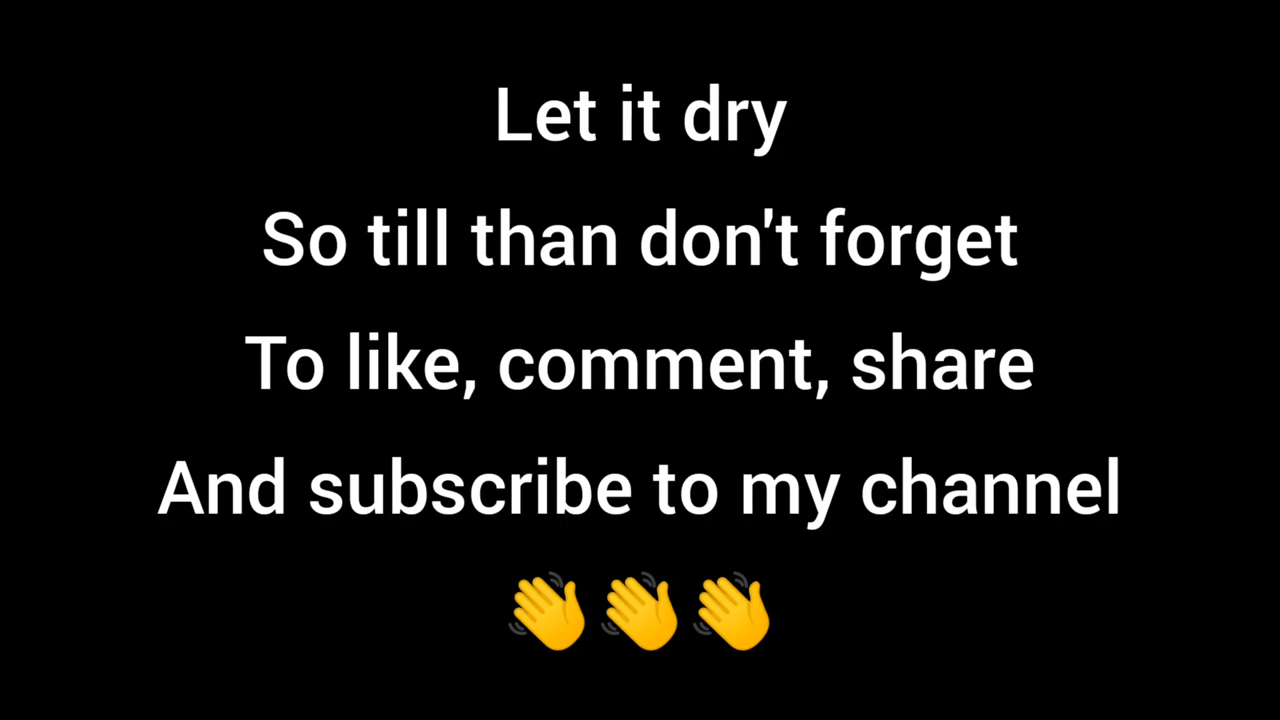 Let it dry
So till than don't forget
To like, comment, share
And subscribe to my channel
👋👋👋